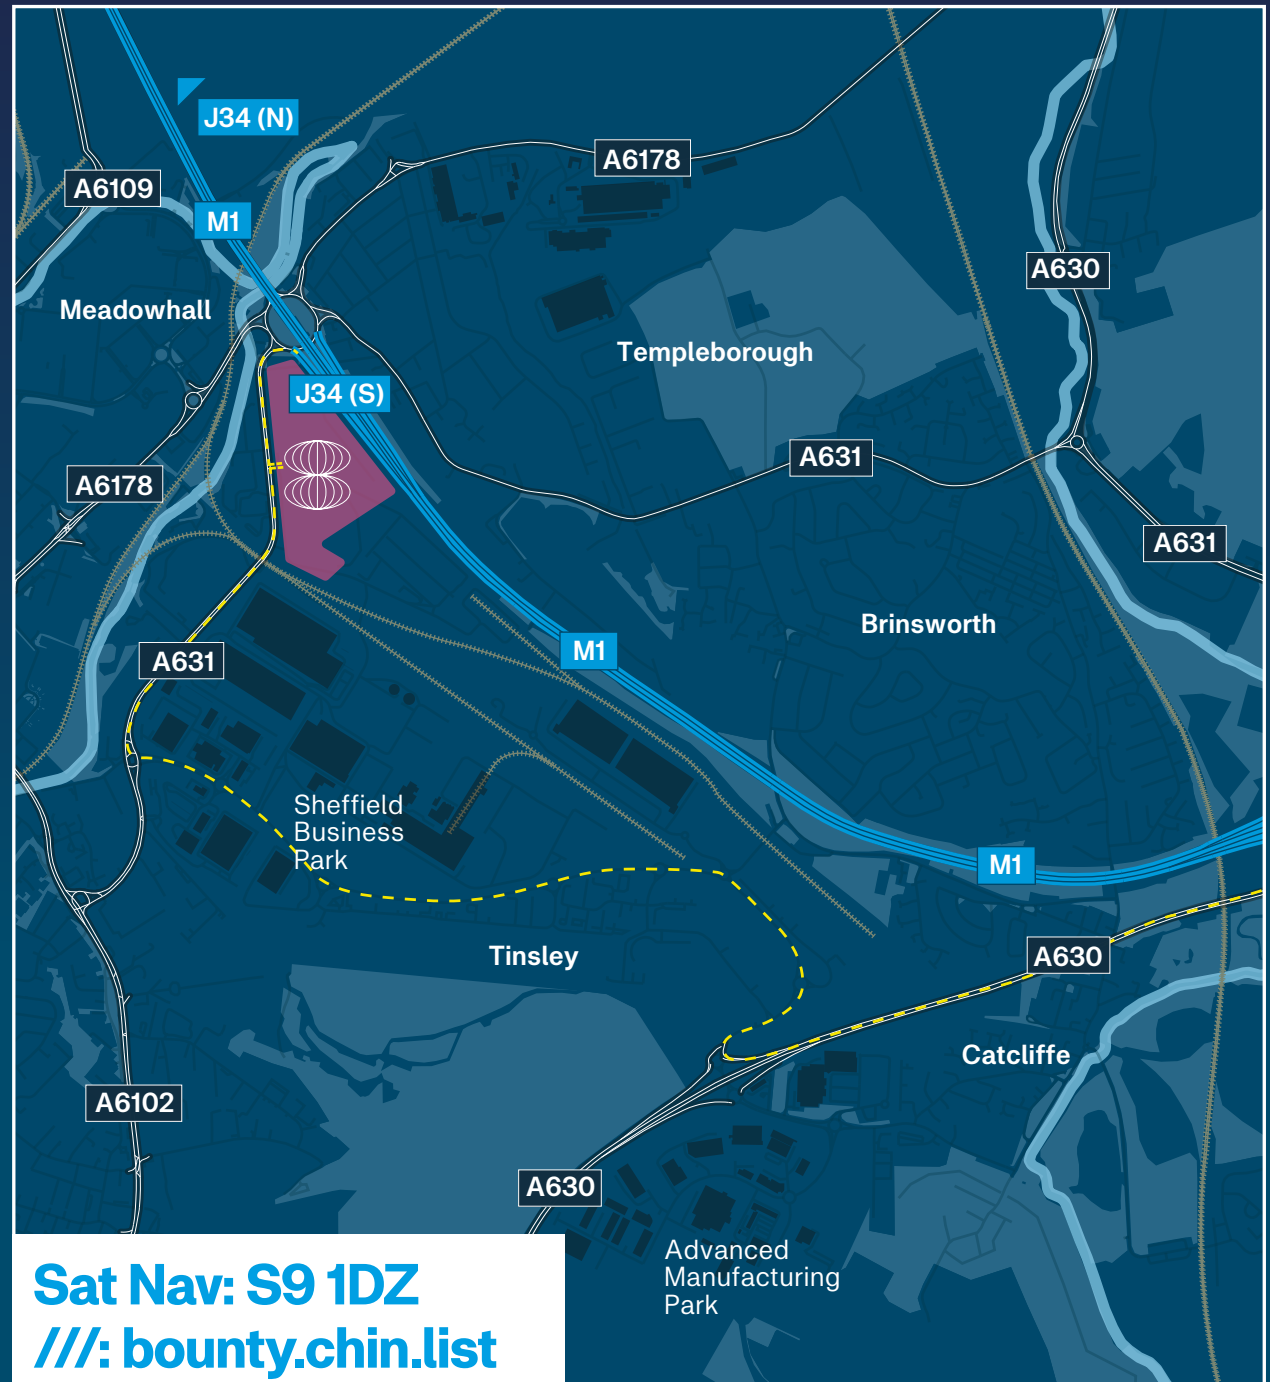 J34 (N)
A6178
A6109
M1
A630
Meadowhall
Templeborough
J34 (S)
A631
A6178
A631
Brinsworth
M1
A631
Sheffield
Business
Park
M1
Tinsley
A630
Catcliffe
A6102
A630
Advanced
Manufacturing
Park
Sat Nav: S9 1DZ
///: bounty.chin.list